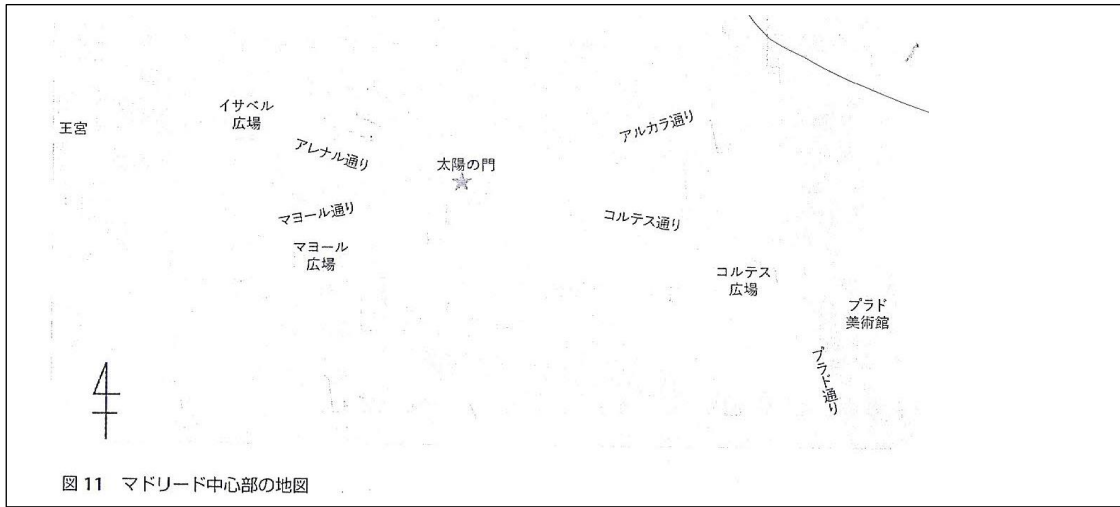 イサベル
広場
王宮
アレナル通り
太陽の門
アルカラ通り
マヨール通り
マヨール
広場
コルテス通り
コルテス
広場
プラド
美術館
プラド通り
図11 マドリード中心部の地図